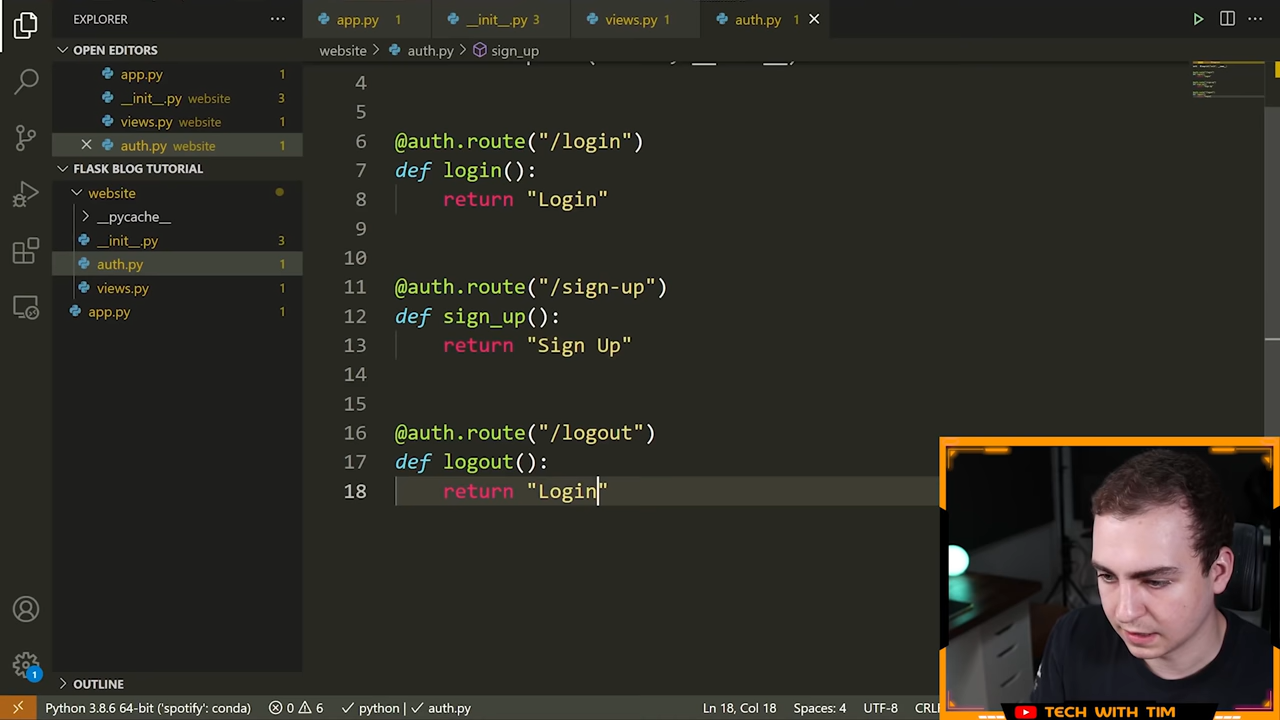 EXPLORER
OPEN EDITORS
app.py 1
__init__.py website 3
views.py website 1
auth.py website 1
FLASK BLOG TUTORIAL
website
__pycache__
__init__.py 3
auth.py 1
views.py 1
app.py 1
OUTLINE
app.py 1 __init__.py 3 views.py 1 auth.py 1
website > auth.py > sign_up
4
5
6 @auth.route("/login")
7 def login():
8 return "Login"
9
10
11 @auth.route("/sign-up")
12 def sign_up():
13 return "Sign Up"
14
15
16 @auth.route("/logout")
17 def logout():
18 return "Login"
1
Python 3.8.6 64-bit ('spotify': conda) 0 6 python | auth.py Ln 18, Col 18 Spaces: 4 UTF-8
TECH WITH TIM